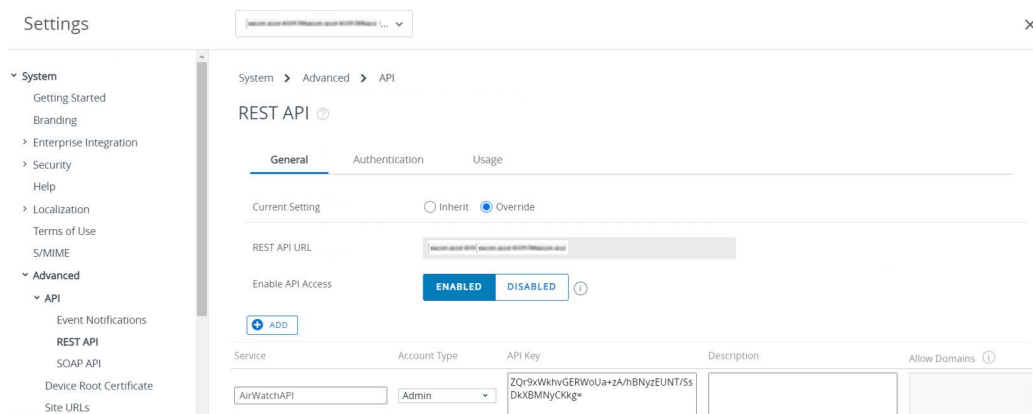 Settings
System
Getting Started
Branding
Enterprise Integration
Security
Help
Localization
Terms of Use
S/MIME
Advanced
API
Event Notifications
REST API
SOAP API
Device Root Certificate
Site URLs
System > Advanced > API
REST API
General Authentication Usage
Current Setting Inherit Override
REST API URL
Enable API Access ENABLED DISABLED
ADD
Service Account Type API Key Description Allow Domains
AirWatchAPI Admin ZQr9xWkhvGERWoUa+zA/hBNyzEUNT/Ss
DkXBMNyCKkg=